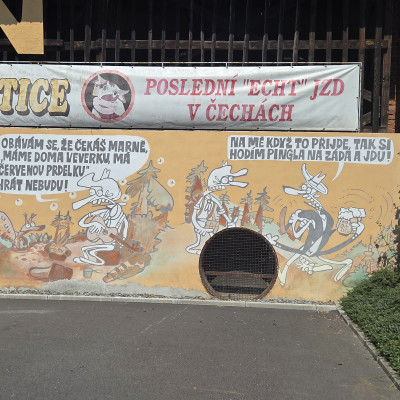 TICE
POSLEDNÍ "ECHT" JZD
V ČECHÁCH
OBÁVÁM SE, ŽE ČEKÁŠ MARNĚ,
„MÁME DOMA VEVERKU, MÁ
ČERVENOU PRDELKU"
HRÁT NEBUDU!
NA MĚ KDYŽ TO PŘIJDE, TAK SI
HODÍM PINGLA NA ZÁDA A JDU!